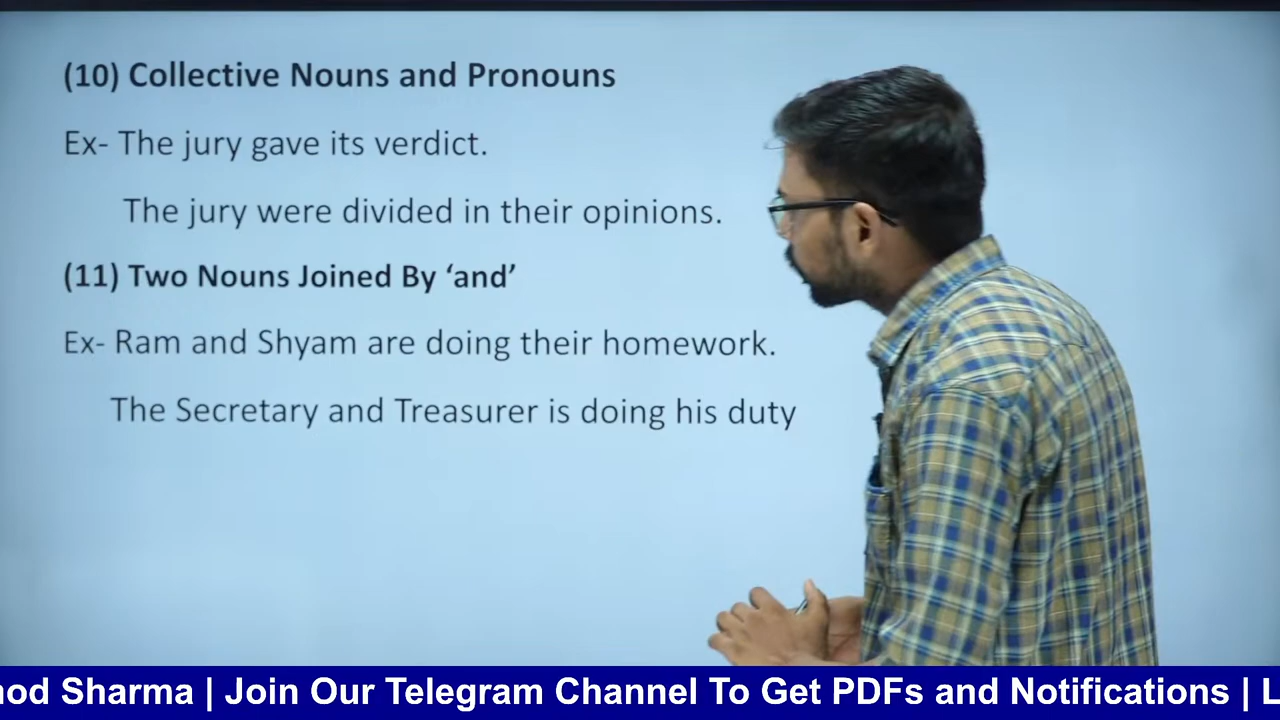 (10) Collective Nouns and Pronouns
Ex- The jury gave its verdict.
The jury were divided in their opinions.
(11) Two Nouns Joined By ‘and’
Ex- Ram and Shyam are doing their homework.
The Secretary and Treasurer is doing his duty
Sharma | Join Our Telegram Channel To Get PDFs and Notifications |